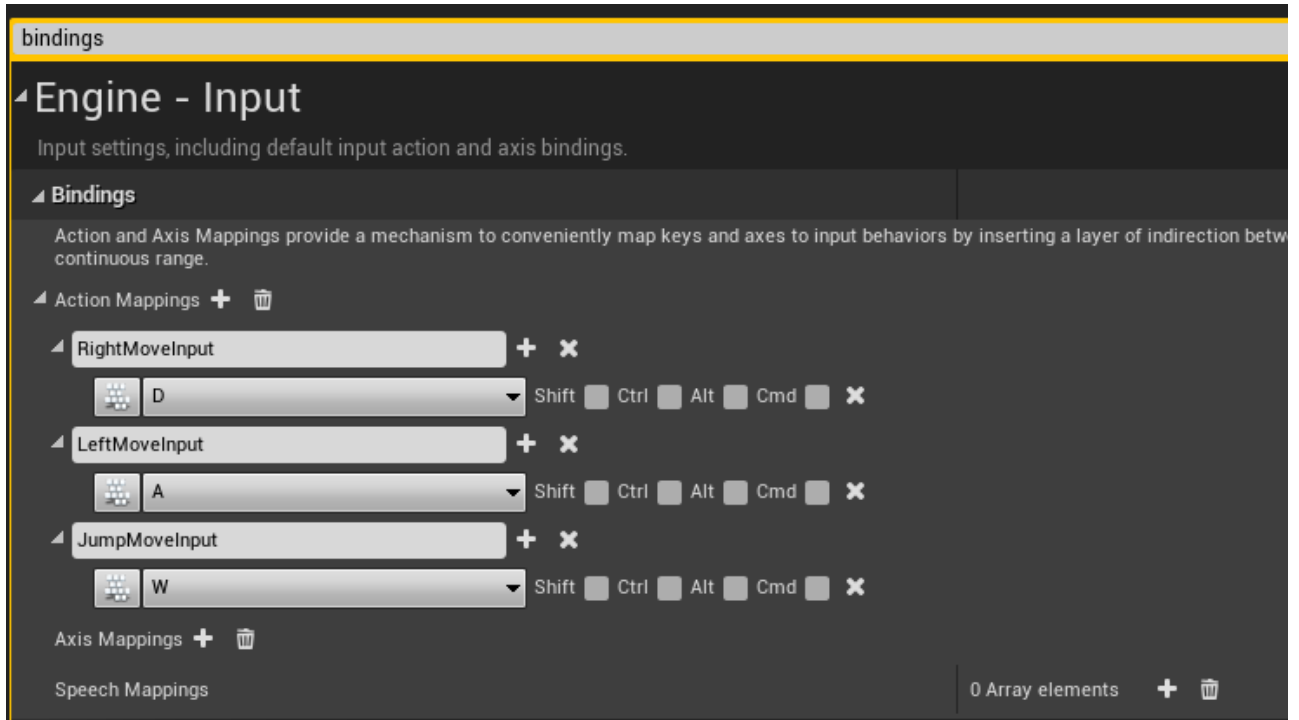 bindings
Engine - Input
Input settings, including default input action and axis bindings.
Bindings
Action and Axis Mappings provide a mechanism to conveniently map keys and axes to input behaviors by inserting a layer of indirection betw
continuous range.
Action Mappings
RightMoveInput
D Shift Ctrl Alt Cmd
LeftMoveInput
A Shift Ctrl Alt Cmd
JumpMoveInput
W Shift Ctrl Alt Cmd
Axis Mappings
Speech Mappings 0 Array elements